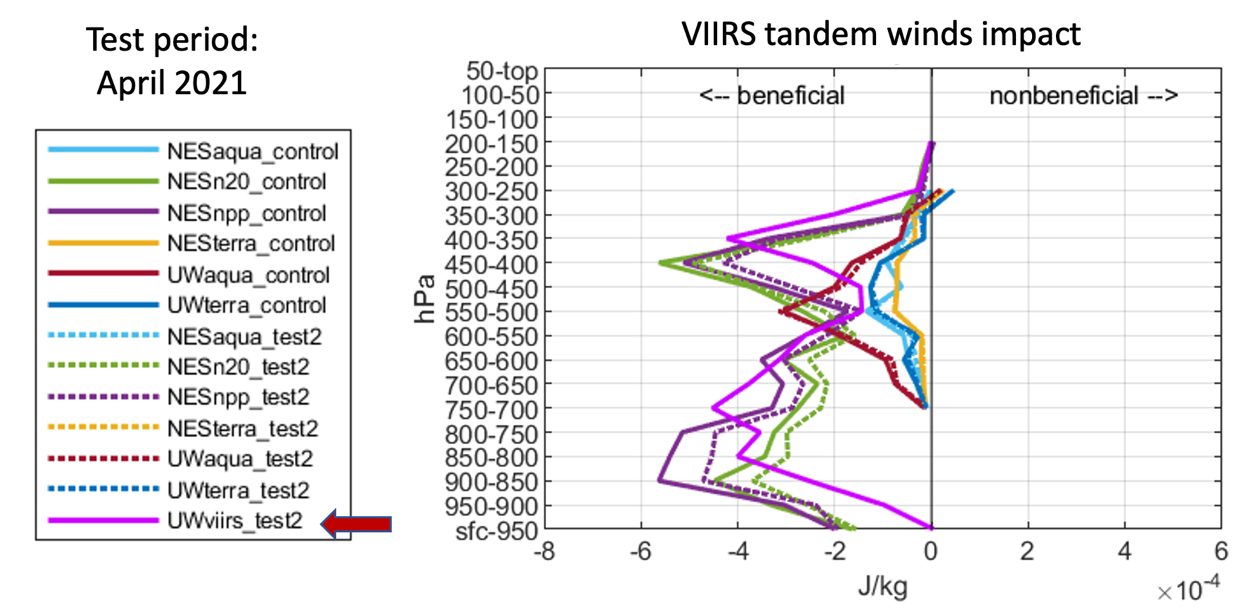 Test period:
April 2021
NESaqua_control
NESn20_control
NESnpp_control
NESterra_control
UWaqua_control
UWterra_control
NESaqua_test2
NESn20_test2
NESnpp_test2
NESterra_test2
UWaqua_test2
UWterra_test2
UWviirs_test2
VIIRS tandem winds impact
<-- beneficial
nonbeneficial -->
hPa
50-top
100-50
150-100
200-150
250-200
300-250
350-300
400-350
450-400
500-450
550-500
600-550
650-600
700-650
750-700
800-750
850-800
900-850
950-900
sfc-950
-8 -6 -4 -2 0 2 4 6
J/kg
×10⁻⁴